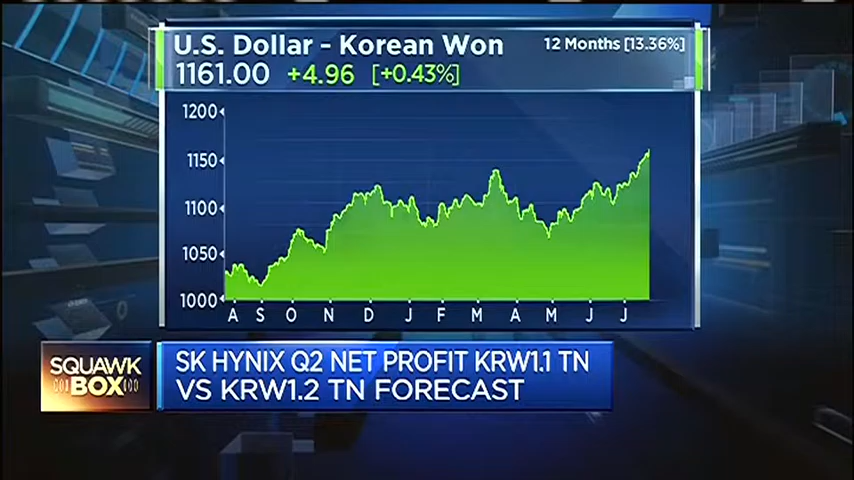 U.S. Dollar - Korean Won
12 Months [13.36%]
1161.00 +4.96 [+0.43%]
1200
1150
1100
1050
1000
A S O N D J F M A M J J
SQUAWK
BOX
SK HYNIX Q2 NET PROFIT KRW1.1 TN
VS KRW1.2 TN FORECAST